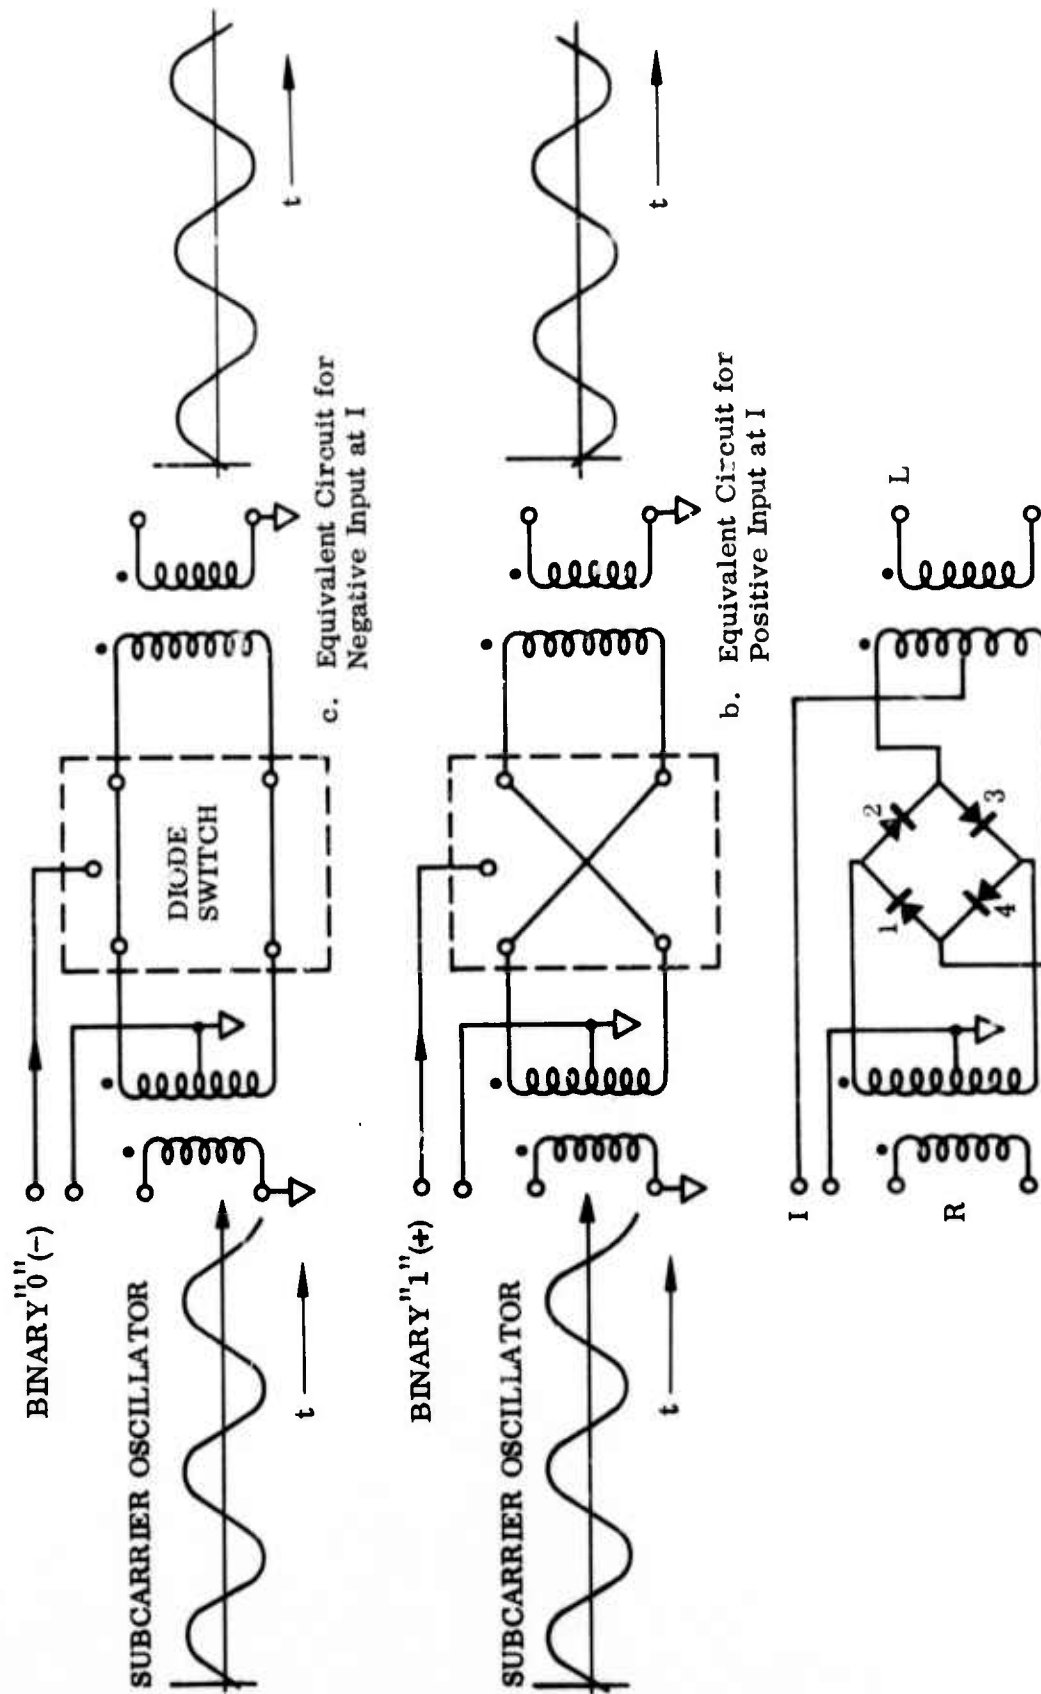 BINARY "0" (-)
SUBCARRIER OSCILLATOR
t
DIODE
SWITCH
t
c. Equivalent Circuit for
Negative Input at I
BINARY "1" (+)
SUBCARRIER OSCILLATOR
t
t
b. Equivalent Circuit for
Positive Input at I
I
R
1
2
3
4
L